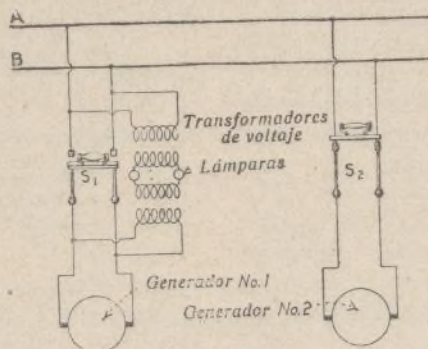 A
B
Transformadores
de voltaje
S₁
Lámparas
S₂
Generador No.1
Generador No.2